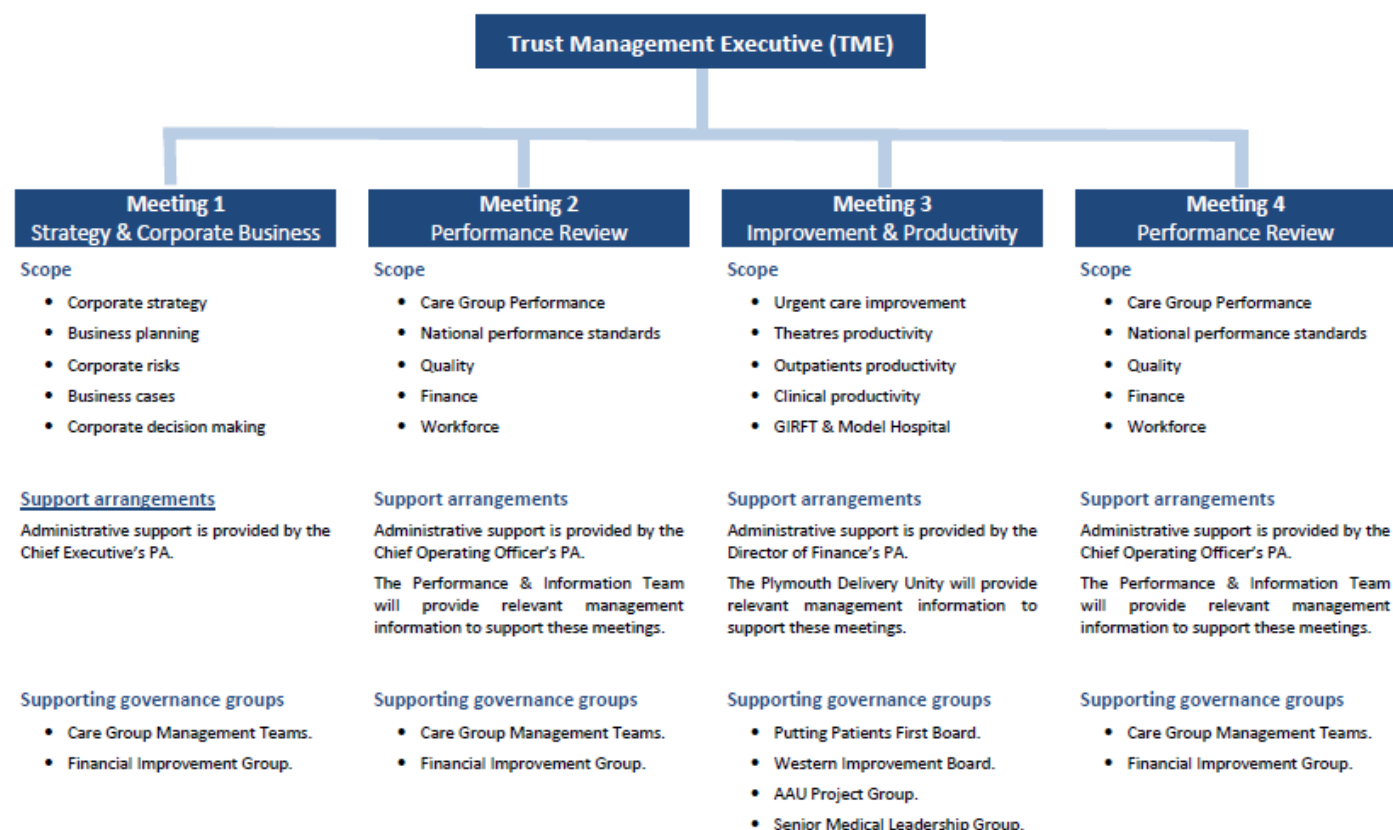 Trust Management Executive (TME)
Meeting 1
Strategy & Corporate Business
Scope
• Corporate strategy
• Business planning
• Corporate risks
• Business cases
• Corporate decision making
Support arrangements
Administrative support is provided by the
Chief Executive's PA.
Supporting governance groups
• Care Group Management Teams.
• Financial Improvement Group.
Meeting 2
Performance Review
Scope
• Care Group Performance
• National performance standards
• Quality
• Finance
• Workforce
Support arrangements
Administrative support is provided by the
Chief Operating Officer's PA.
The Performance & Information Team
will provide relevant management
information to support these meetings.
Supporting governance groups
• Care Group Management Teams.
• Financial Improvement Group.
Meeting 3
Improvement & Productivity
Scope
• Urgent care improvement
• Theatres productivity
• Outpatients productivity
• Clinical productivity
• GIRFT & Model Hospital
Support arrangements
Administrative support is provided by the
Director of Finance's PA.
The Plymouth Delivery Unity will provide
relevant management information to
support these meetings.
Supporting governance groups
• Putting Patients First Board.
• Western Improvement Board.
• AAU Project Group.
• Senior Medical Leadership Group.
Meeting 4
Performance Review
Scope
• Care Group Performance
• National performance standards
• Quality
• Finance
• Workforce
Support arrangements
Administrative support is provided by the
Chief Operating Officer's PA.
The Performance & Information Team
will provide relevant management
information to support these meetings.
Supporting governance groups
• Care Group Management Teams.
• Financial Improvement Group.